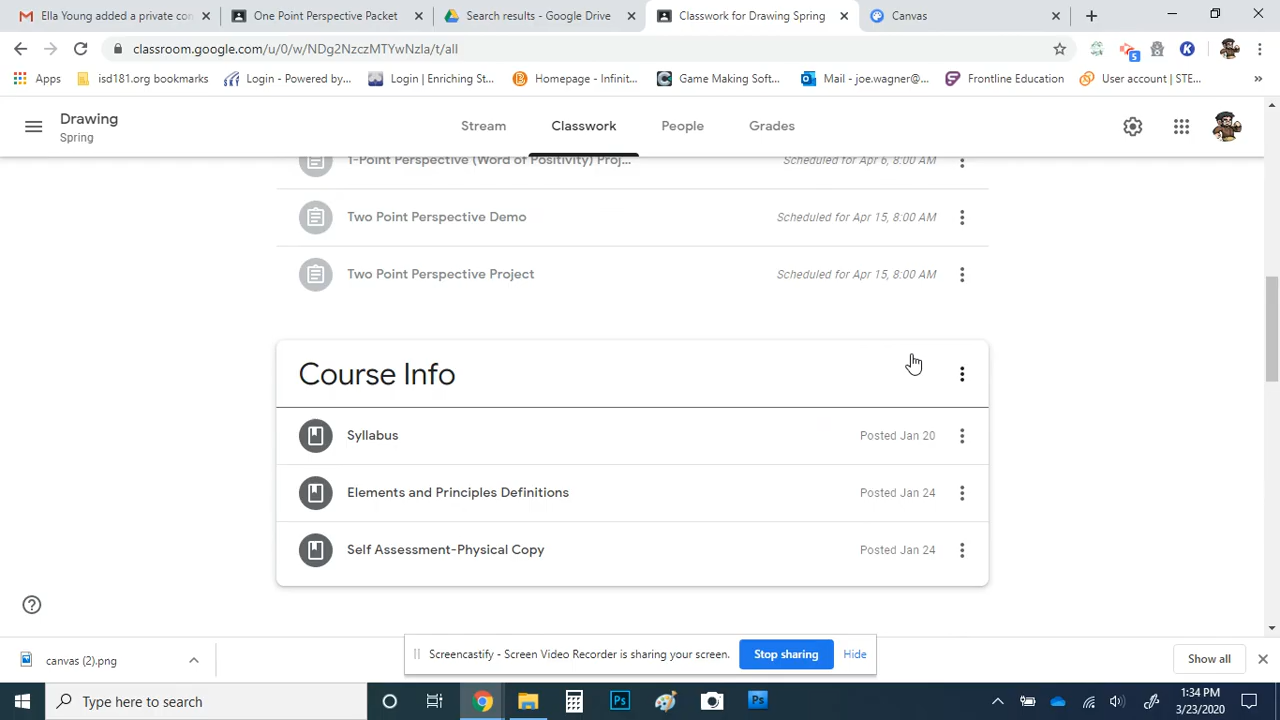 Ella Young added a private co
One Point Perspective Packet
Search results - Google Drive
Classwork for Drawing Spring
Canvas
classroom.google.com/u/0/w/NDg2NzczMTYwNzla/t/all
Apps
isd181.org bookmarks
Login - Powered by...
Login | Enriching St...
Homepage - Infinit...
Game Making Soft...
Mail - joe.wagner@...
Frontline Education
User account | STE...
»
Drawing
Spring
Stream
Classwork
People
Grades
1-Point Perspective (Word of Positivity) Proj...
Scheduled for Apr 6, 8:00 AM
Two Point Perspective Demo
Scheduled for Apr 15, 8:00 AM
Two Point Perspective Project
Scheduled for Apr 15, 8:00 AM
Course Info
Syllabus
Posted Jan 20
Elements and Principles Definitions
Posted Jan 24
Self Assessment-Physical Copy
Posted Jan 24
canvas (2).png
Screencastify - Screen Video Recorder is sharing your screen.
Stop sharing
Hide
Show all
Type here to search
1:34 PM
3/23/2020